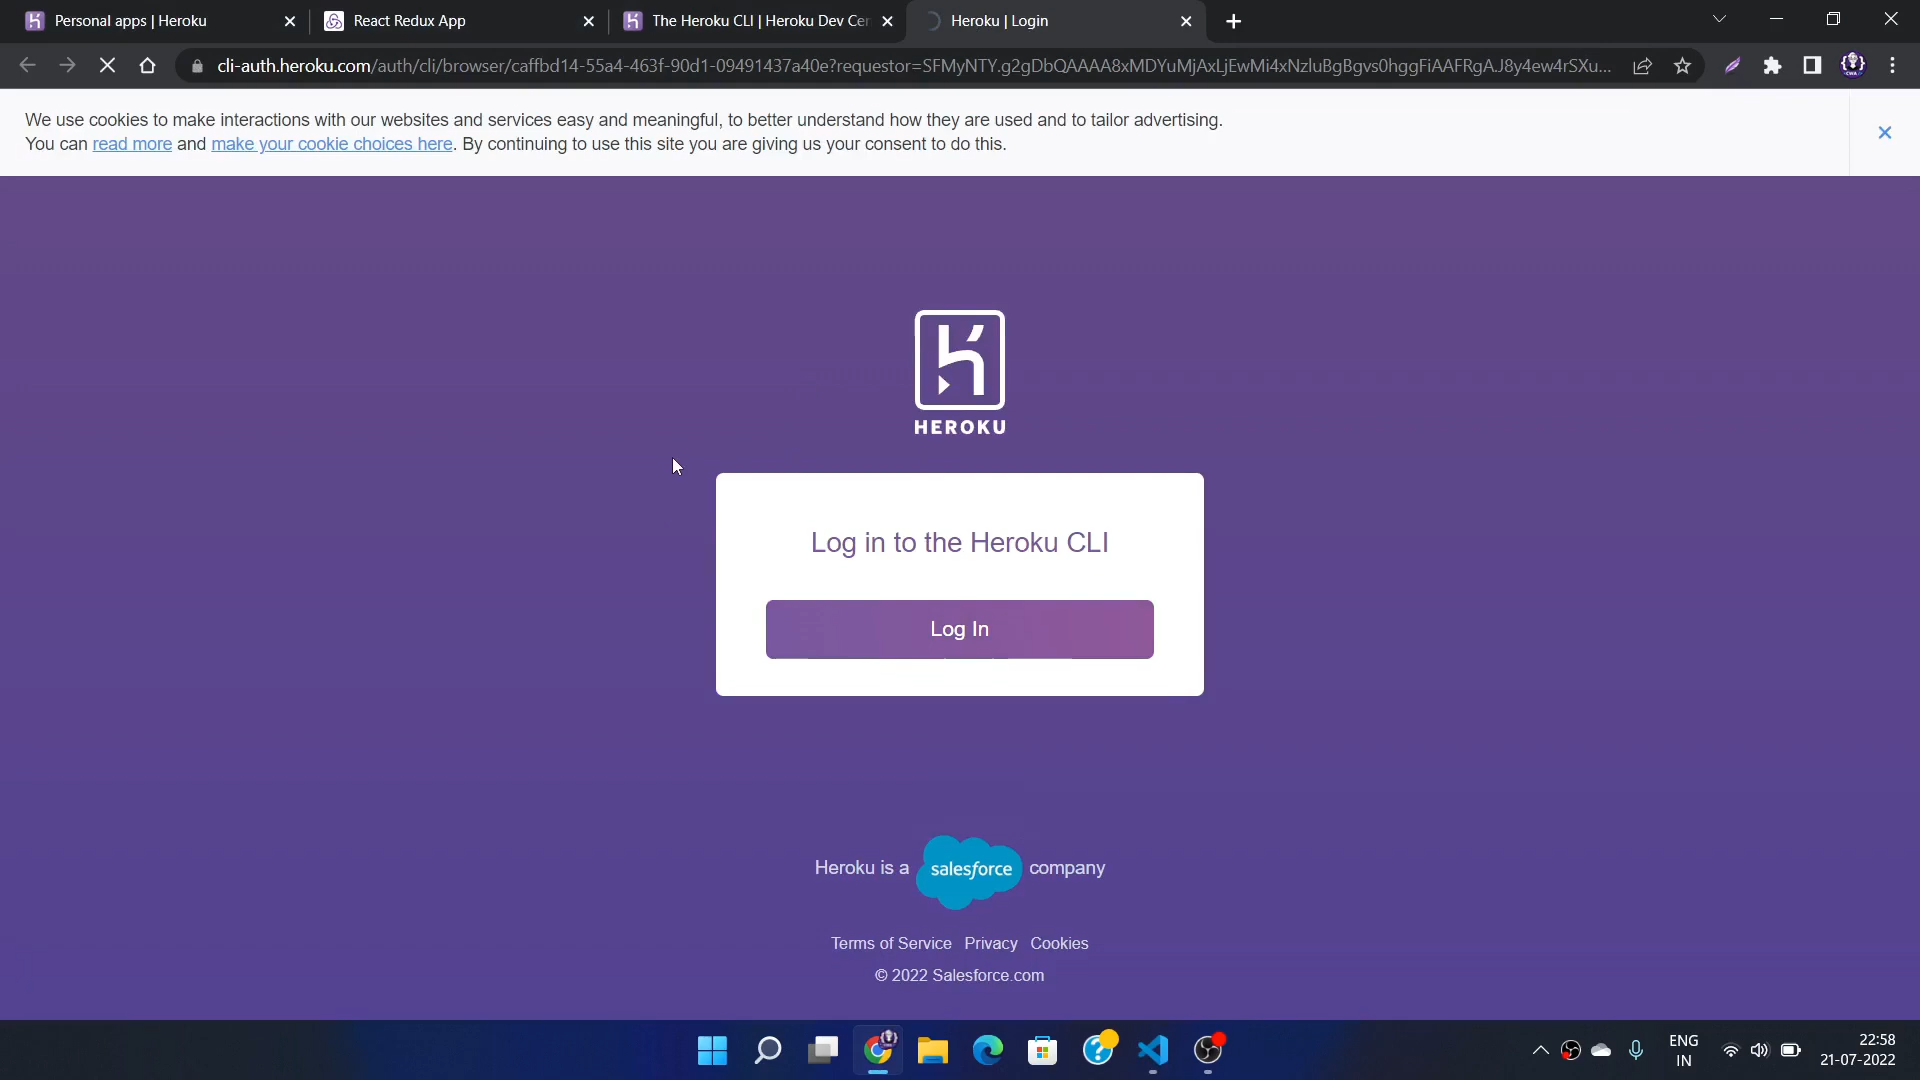 Personal apps | Heroku
React Redux App
The Heroku CLI | Heroku Dev Cen
Heroku | Login
cli-auth.heroku.com/auth/cli/browser/caffbd14-55a4-463f-90d1-09491437a40e?requestor=SFMyNTY.g2gDbQAAAA8xMDYuMjAxLjEwMi4xNzluBgBgvs0hggFiAAFRgA.J8y4ew4rSXu...
We use cookies to make interactions with our websites and services easy and meaningful, to better understand how they are used and to tailor advertising.
You can read more and make your cookie choices here. By continuing to use this site you are giving us your consent to do this.
HEROKU
Log in to the Heroku CLI
Log In
Heroku is a salesforce company
Terms of Service Privacy Cookies
© 2022 Salesforce.com
ENG
IN
22:58
21-07-2022